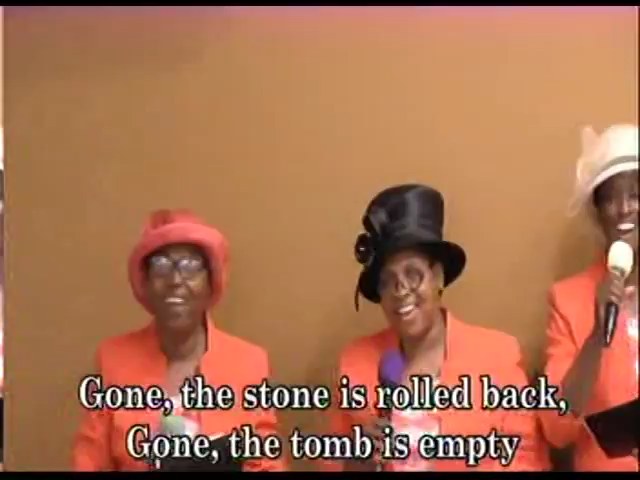 Gone, the stone is rolled back,
Gone, the tomb is empty